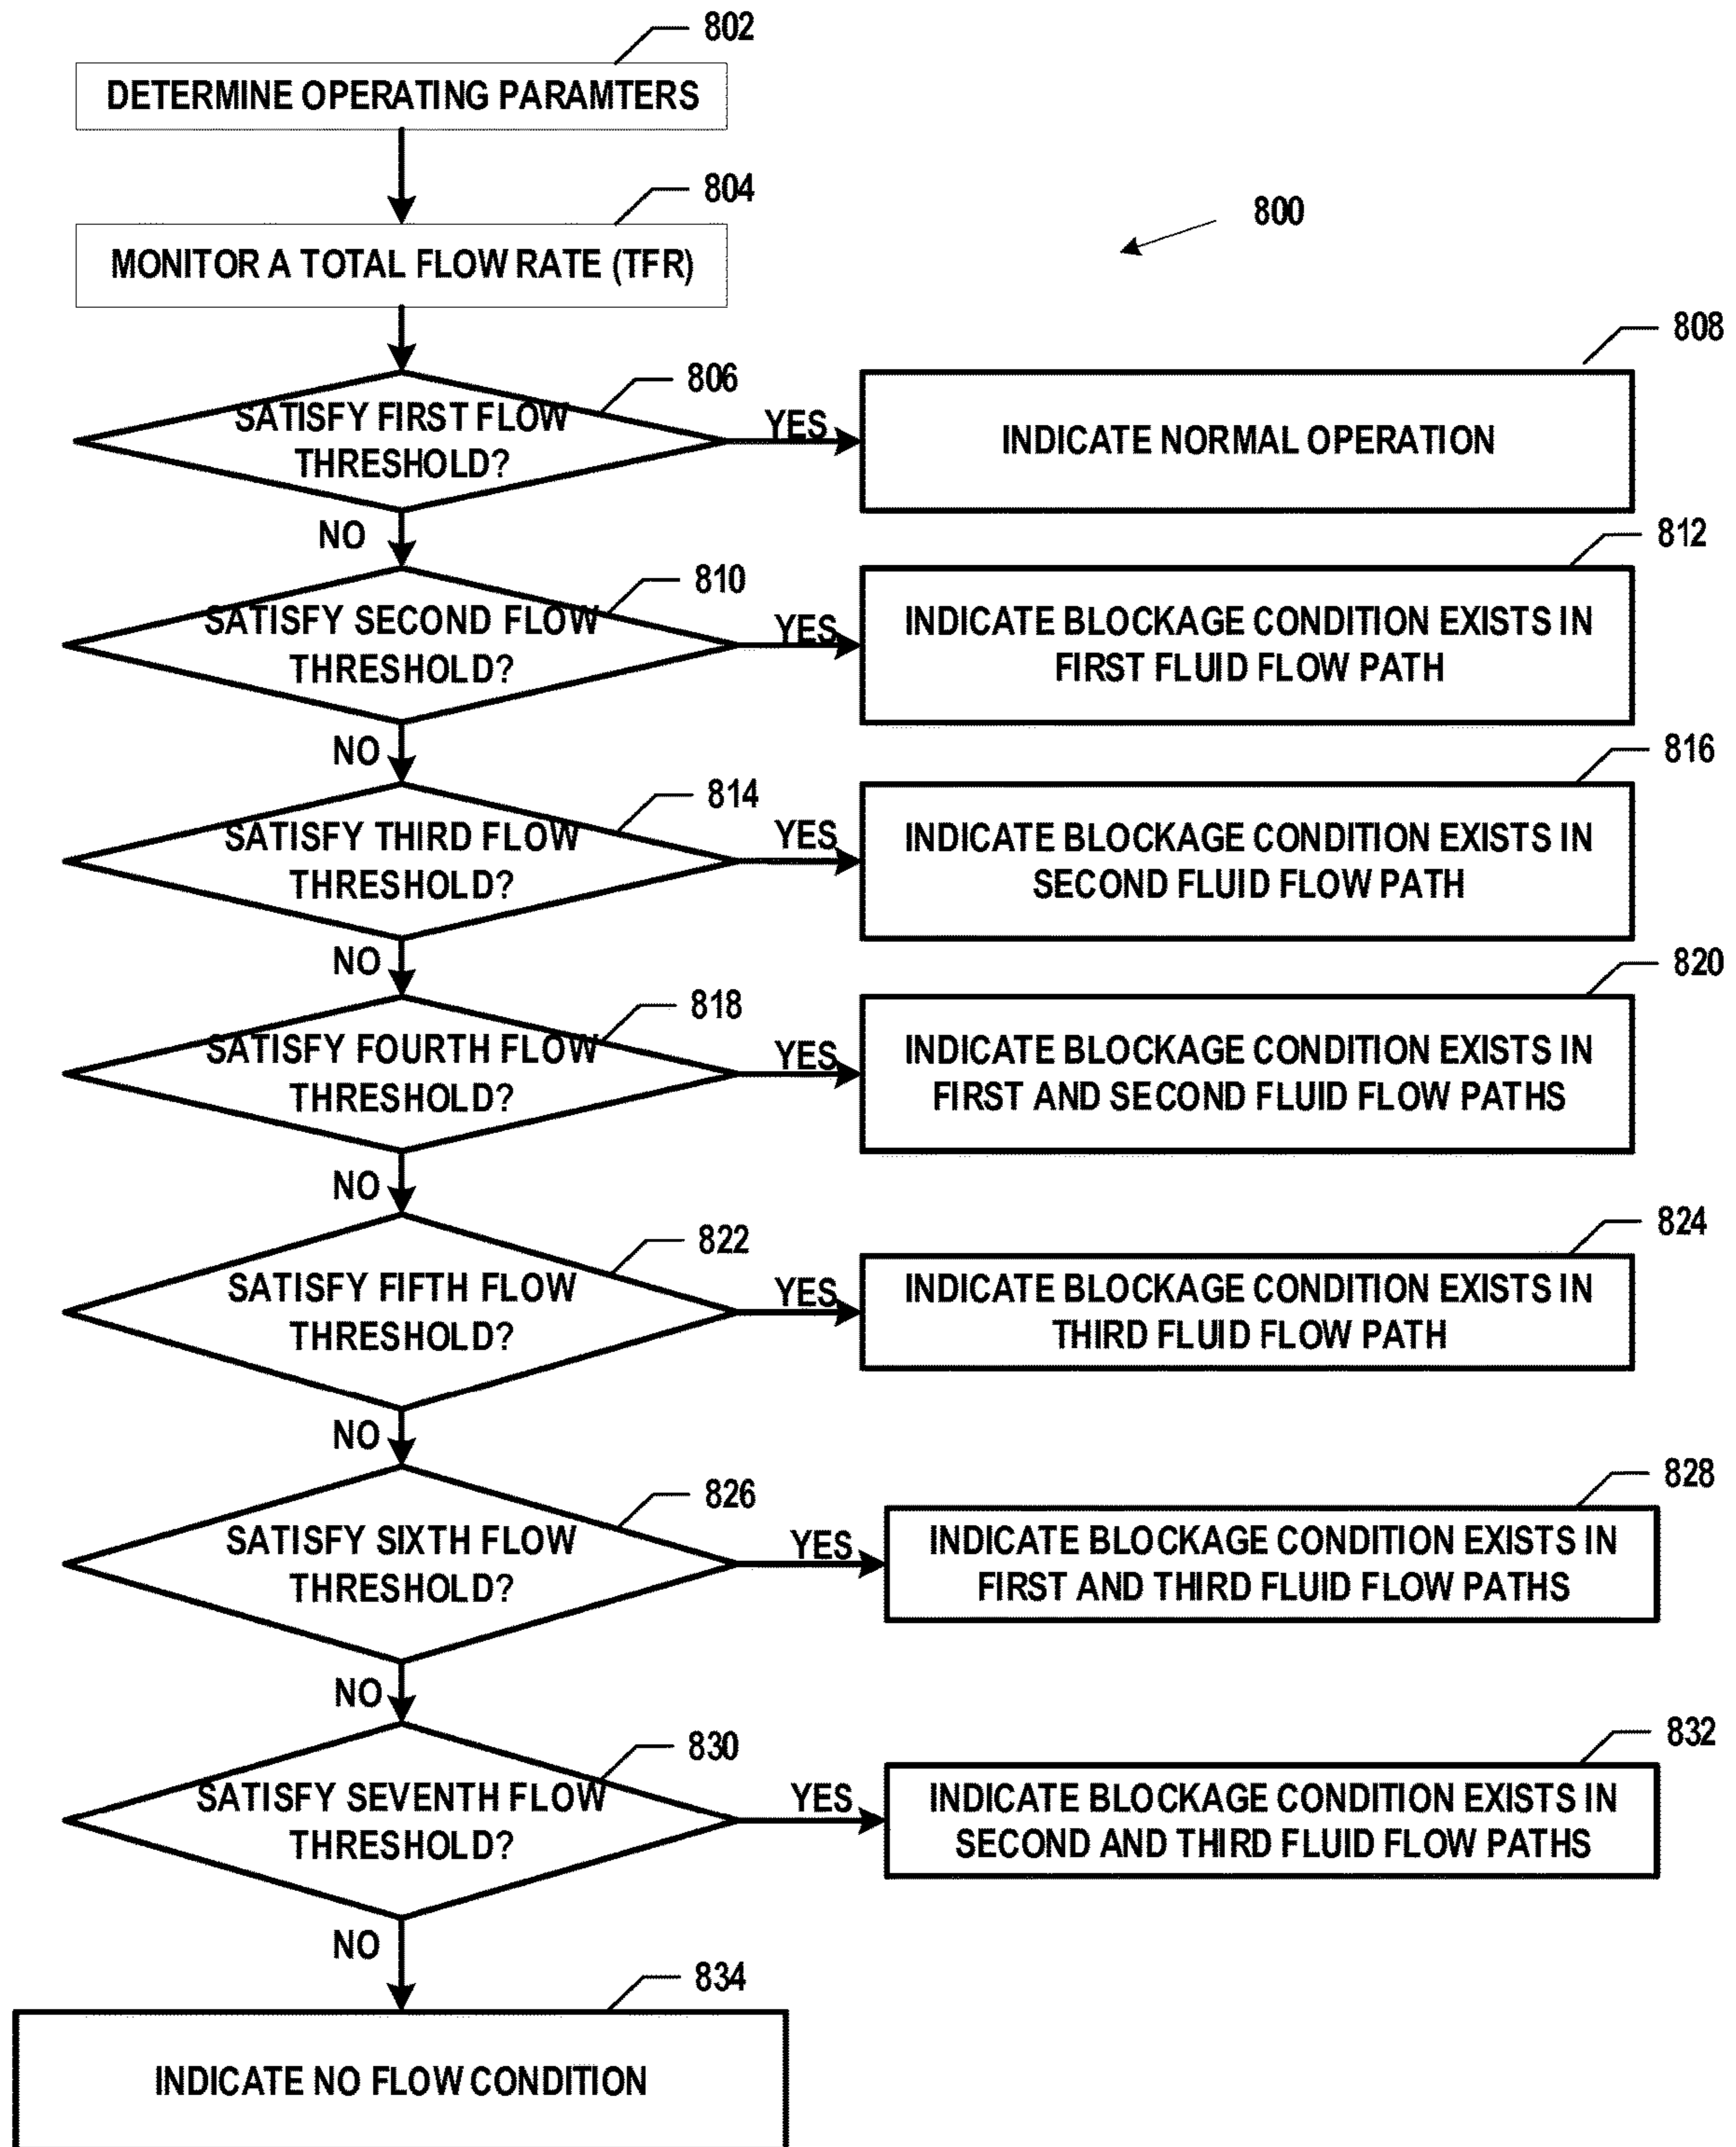 802
DETERMINE OPERATING PARAMTERS
804
MONITOR A TOTAL FLOW RATE (TFR)
800
806
SATISFY FIRST FLOW
THRESHOLD?
YES
808
INDICATE NORMAL OPERATION
NO
810
SATISFY SECOND FLOW
THRESHOLD?
YES
812
INDICATE BLOCKAGE CONDITION EXISTS IN
FIRST FLUID FLOW PATH
NO
814
SATISFY THIRD FLOW
THRESHOLD?
YES
816
INDICATE BLOCKAGE CONDITION EXISTS IN
SECOND FLUID FLOW PATH
NO
818
SATISFY FOURTH FLOW
THRESHOLD?
YES
820
INDICATE BLOCKAGE CONDITION EXISTS IN
FIRST AND SECOND FLUID FLOW PATHS
NO
822
SATISFY FIFTH FLOW
THRESHOLD?
YES
824
INDICATE BLOCKAGE CONDITION EXISTS IN
THIRD FLUID FLOW PATH
NO
826
SATISFY SIXTH FLOW
THRESHOLD?
YES
828
INDICATE BLOCKAGE CONDITION EXISTS IN
FIRST AND THIRD FLUID FLOW PATHS
NO
830
SATISFY SEVENTH FLOW
THRESHOLD?
YES
832
INDICATE BLOCKAGE CONDITION EXISTS IN
SECOND AND THIRD FLUID FLOW PATHS
NO
834
INDICATE NO FLOW CONDITION